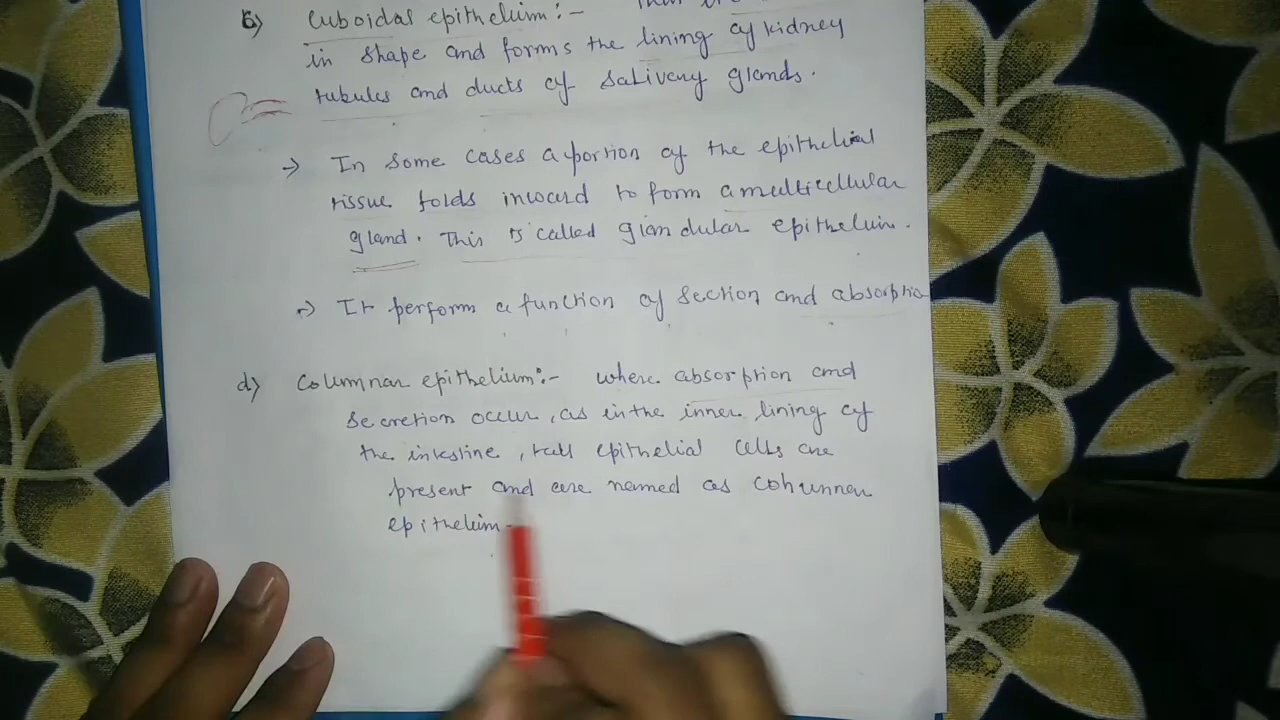 c) Cuboidal epithelium:-
in shape and forms the lining of kidney
tubules and ducts of salivary glands.
→ In some cases a portion of the epithelial
tissue folds inward to form a multicellular
gland. This is called glandular epithelium.
→ It perform a function of section and absorptio
d) Columnar epithelium:- where absorption and
secretion occur, as in the inner lining of
the intestine, tall epithelial cells are
present and are named as columnar
epithelium.